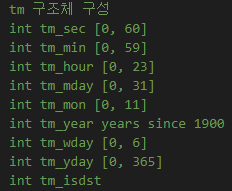 tm 구조체 구성
int tm_sec [0, 60]
int tm_min [0, 59]
int tm_hour [0, 23]
int tm_mday [0, 31]
int tm_mon [0, 11]
int tm_year years since 1900
int tm_wday [0, 6]
int tm_yday [0, 365]
int tm_isdst